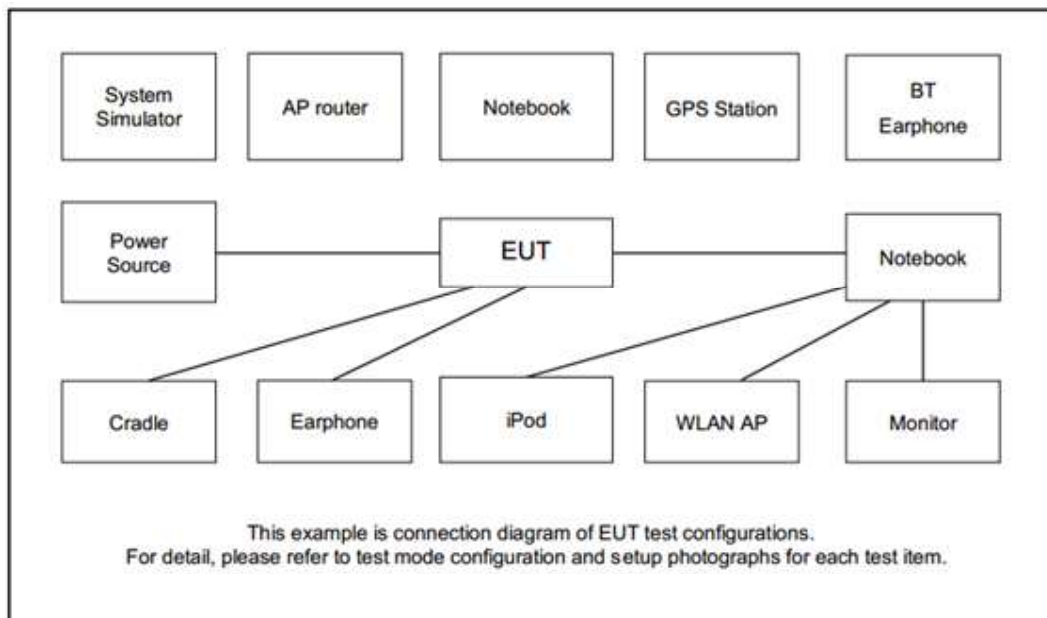 System
Simulator
AP router
Notebook
GPS Station
BT
Earphone
Power
Source
EUT
Notebook
Cradle
Earphone
iPod
WLAN AP
Monitor
This example is connection diagram of EUT test configurations.
For detail, please refer to test mode configuration and setup photographs for each test item.